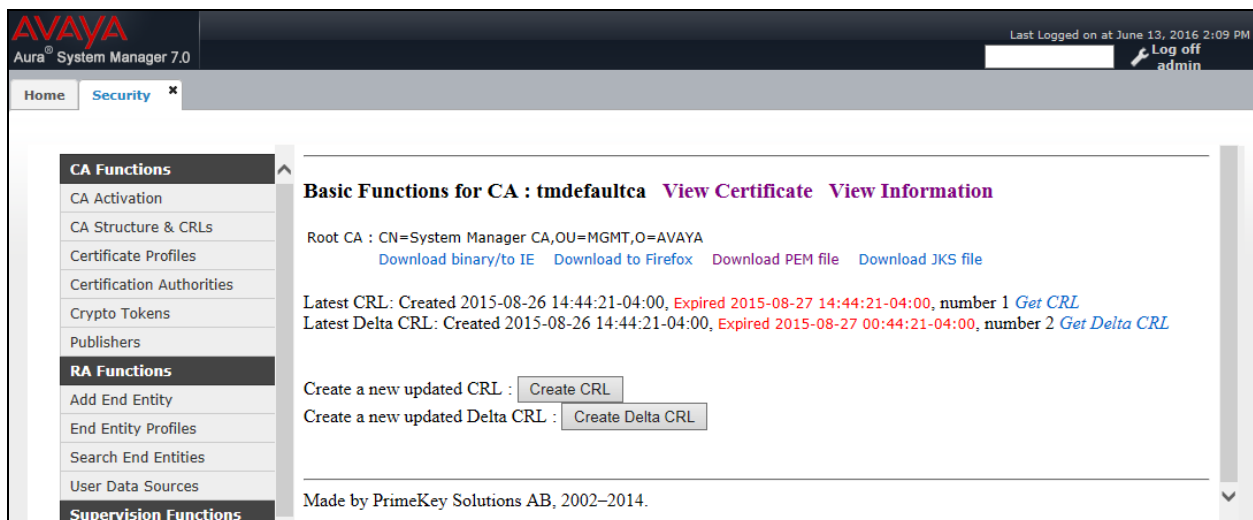 AVAYA
Aura® System Manager 7.0
Last Logged on at June 13, 2016 2:09 PM
Log off
admin
Home Security ×
CA Functions
CA Activation
CA Structure & CRLs
Certificate Profiles
Certification Authorities
Crypto Tokens
Publishers
RA Functions
Add End Entity
End Entity Profiles
Search End Entities
User Data Sources
Supervision Functions
Basic Functions for CA : tmdefaultca View Certificate View Information
Root CA : CN=System Manager CA,OU=MGMT,O=AVAYA
Download binary/to IE Download to Firefox Download PEM file Download JKS file
Latest CRL: Created 2015-08-26 14:44:21-04:00, Expired 2015-08-27 14:44:21-04:00, number 1 Get CRL
Latest Delta CRL: Created 2015-08-26 14:44:21-04:00, Expired 2015-08-27 00:44:21-04:00, number 2 Get Delta CRL
Create a new updated CRL : Create CRL
Create a new updated Delta CRL : Create Delta CRL
Made by PrimeKey Solutions AB, 2002–2014.